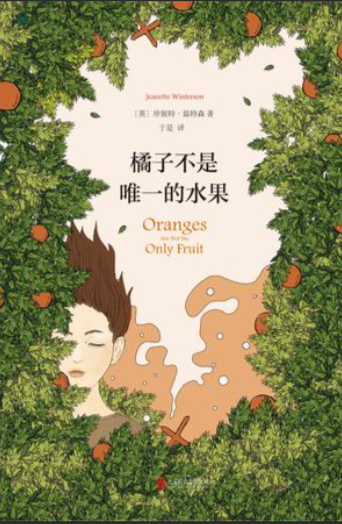 Jeanette Winterson
［英］珍妮特·温特森 著
于是 译
橘子不是
唯一的水果
Oranges
Are Not the
Only Fruit